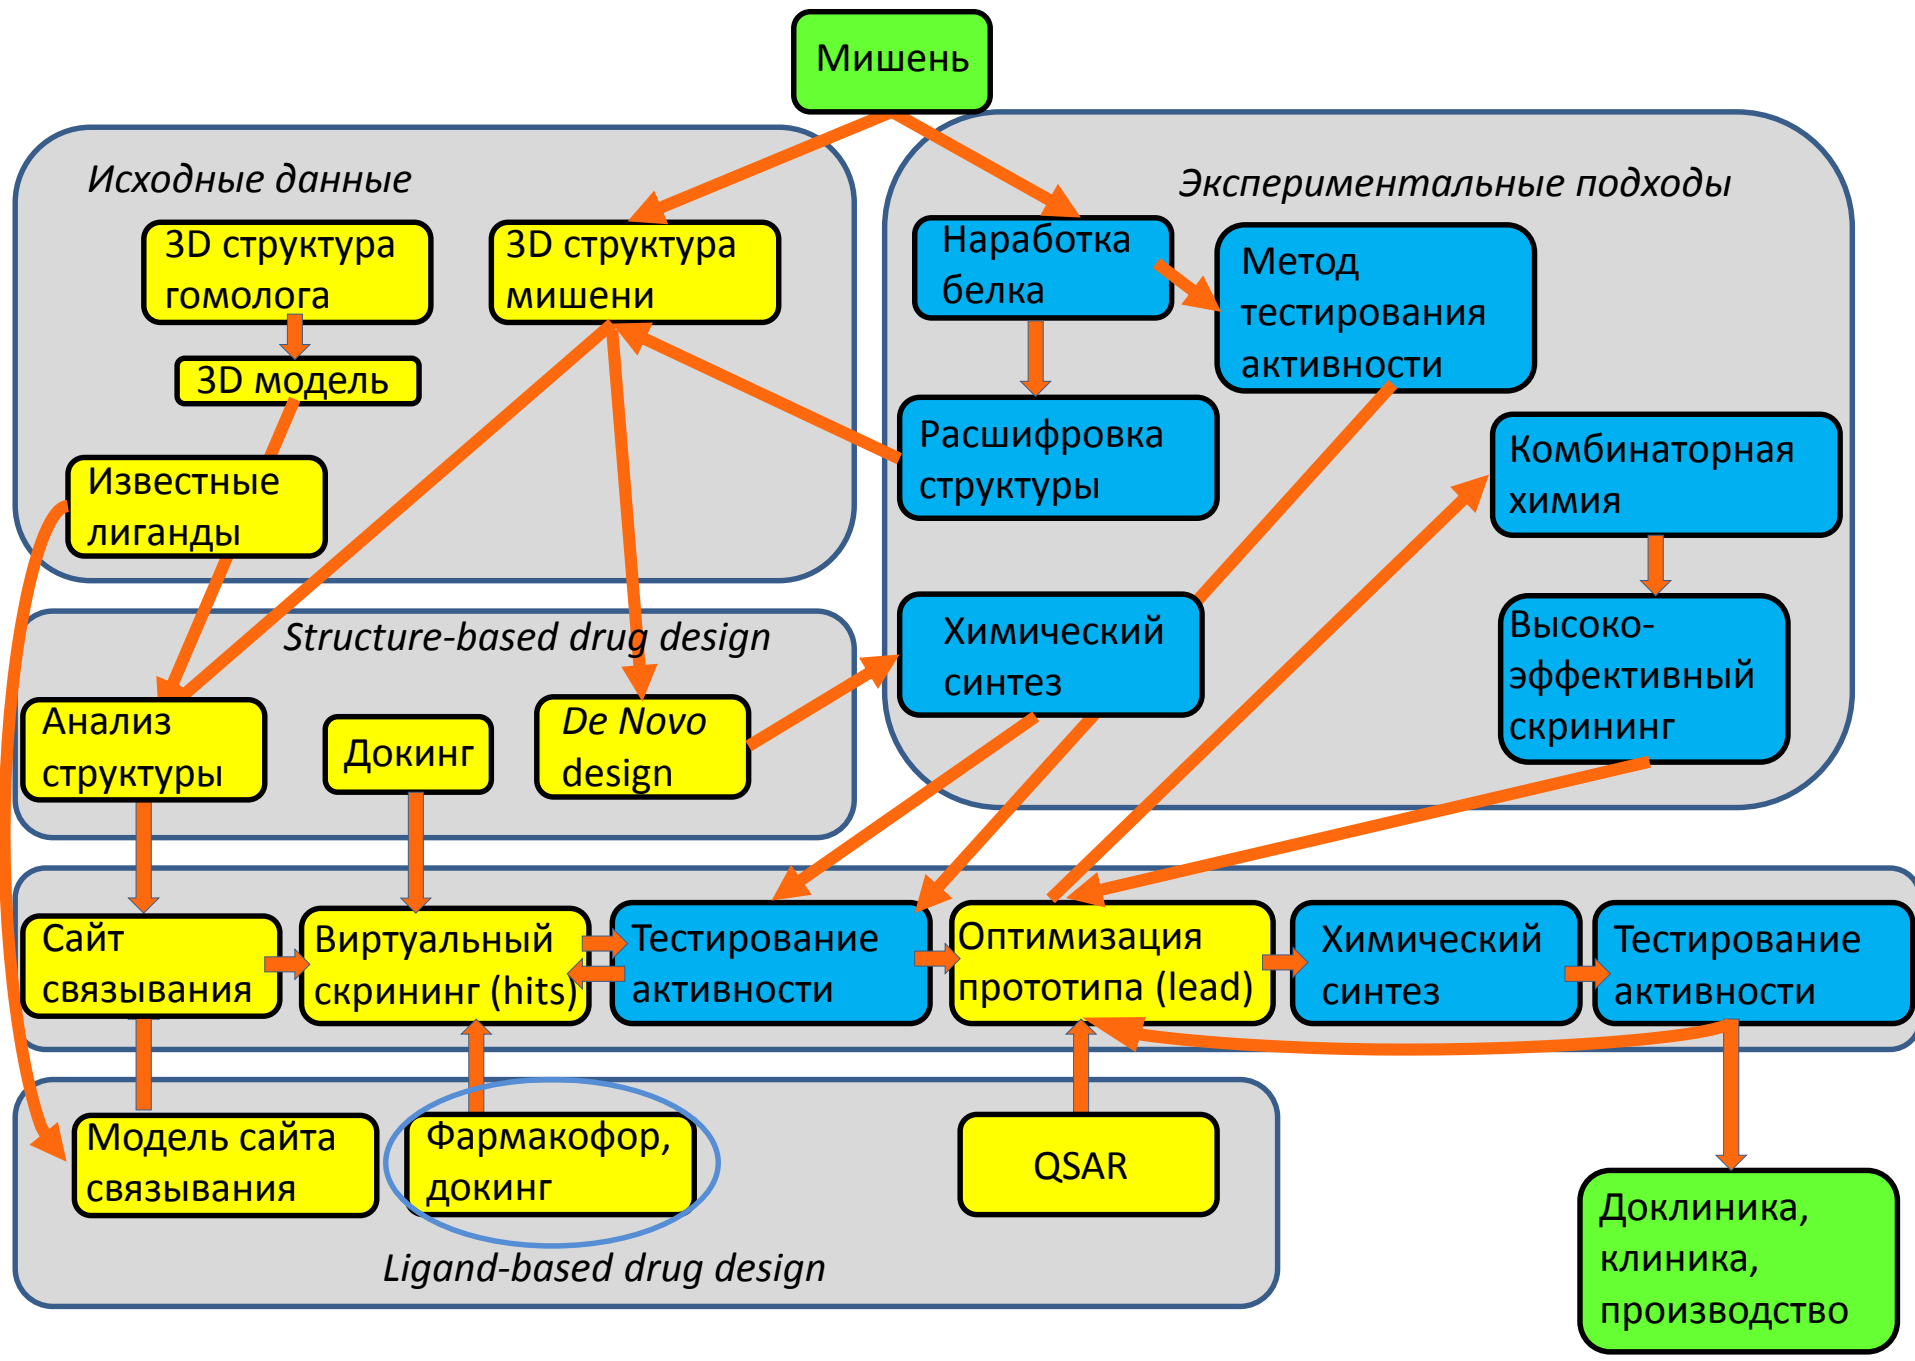 Мишень
Исходные данные
3D структура
гомолога
3D структура
мишени
3D модель
Известные
лиганды
Экспериментальные подходы
Наработка
белка
Метод
тестирования
активности
Расшифровка
структуры
Комбинаторная
химия
Химический
синтез
Высоко-
эффективный
скрининг
Structure-based drug design
Анализ
структуры
Докинг
De Novo
design
Сайт
связывания
Виртуальный
скрининг (hits)
Тестирование
активности
Оптимизация
прототипа (lead)
Химический
синтез
Тестирование
активности
Модель сайта
связывания
Фармакофор,
докинг
QSAR
Ligand-based drug design
Доклиника,
клиника,
производство